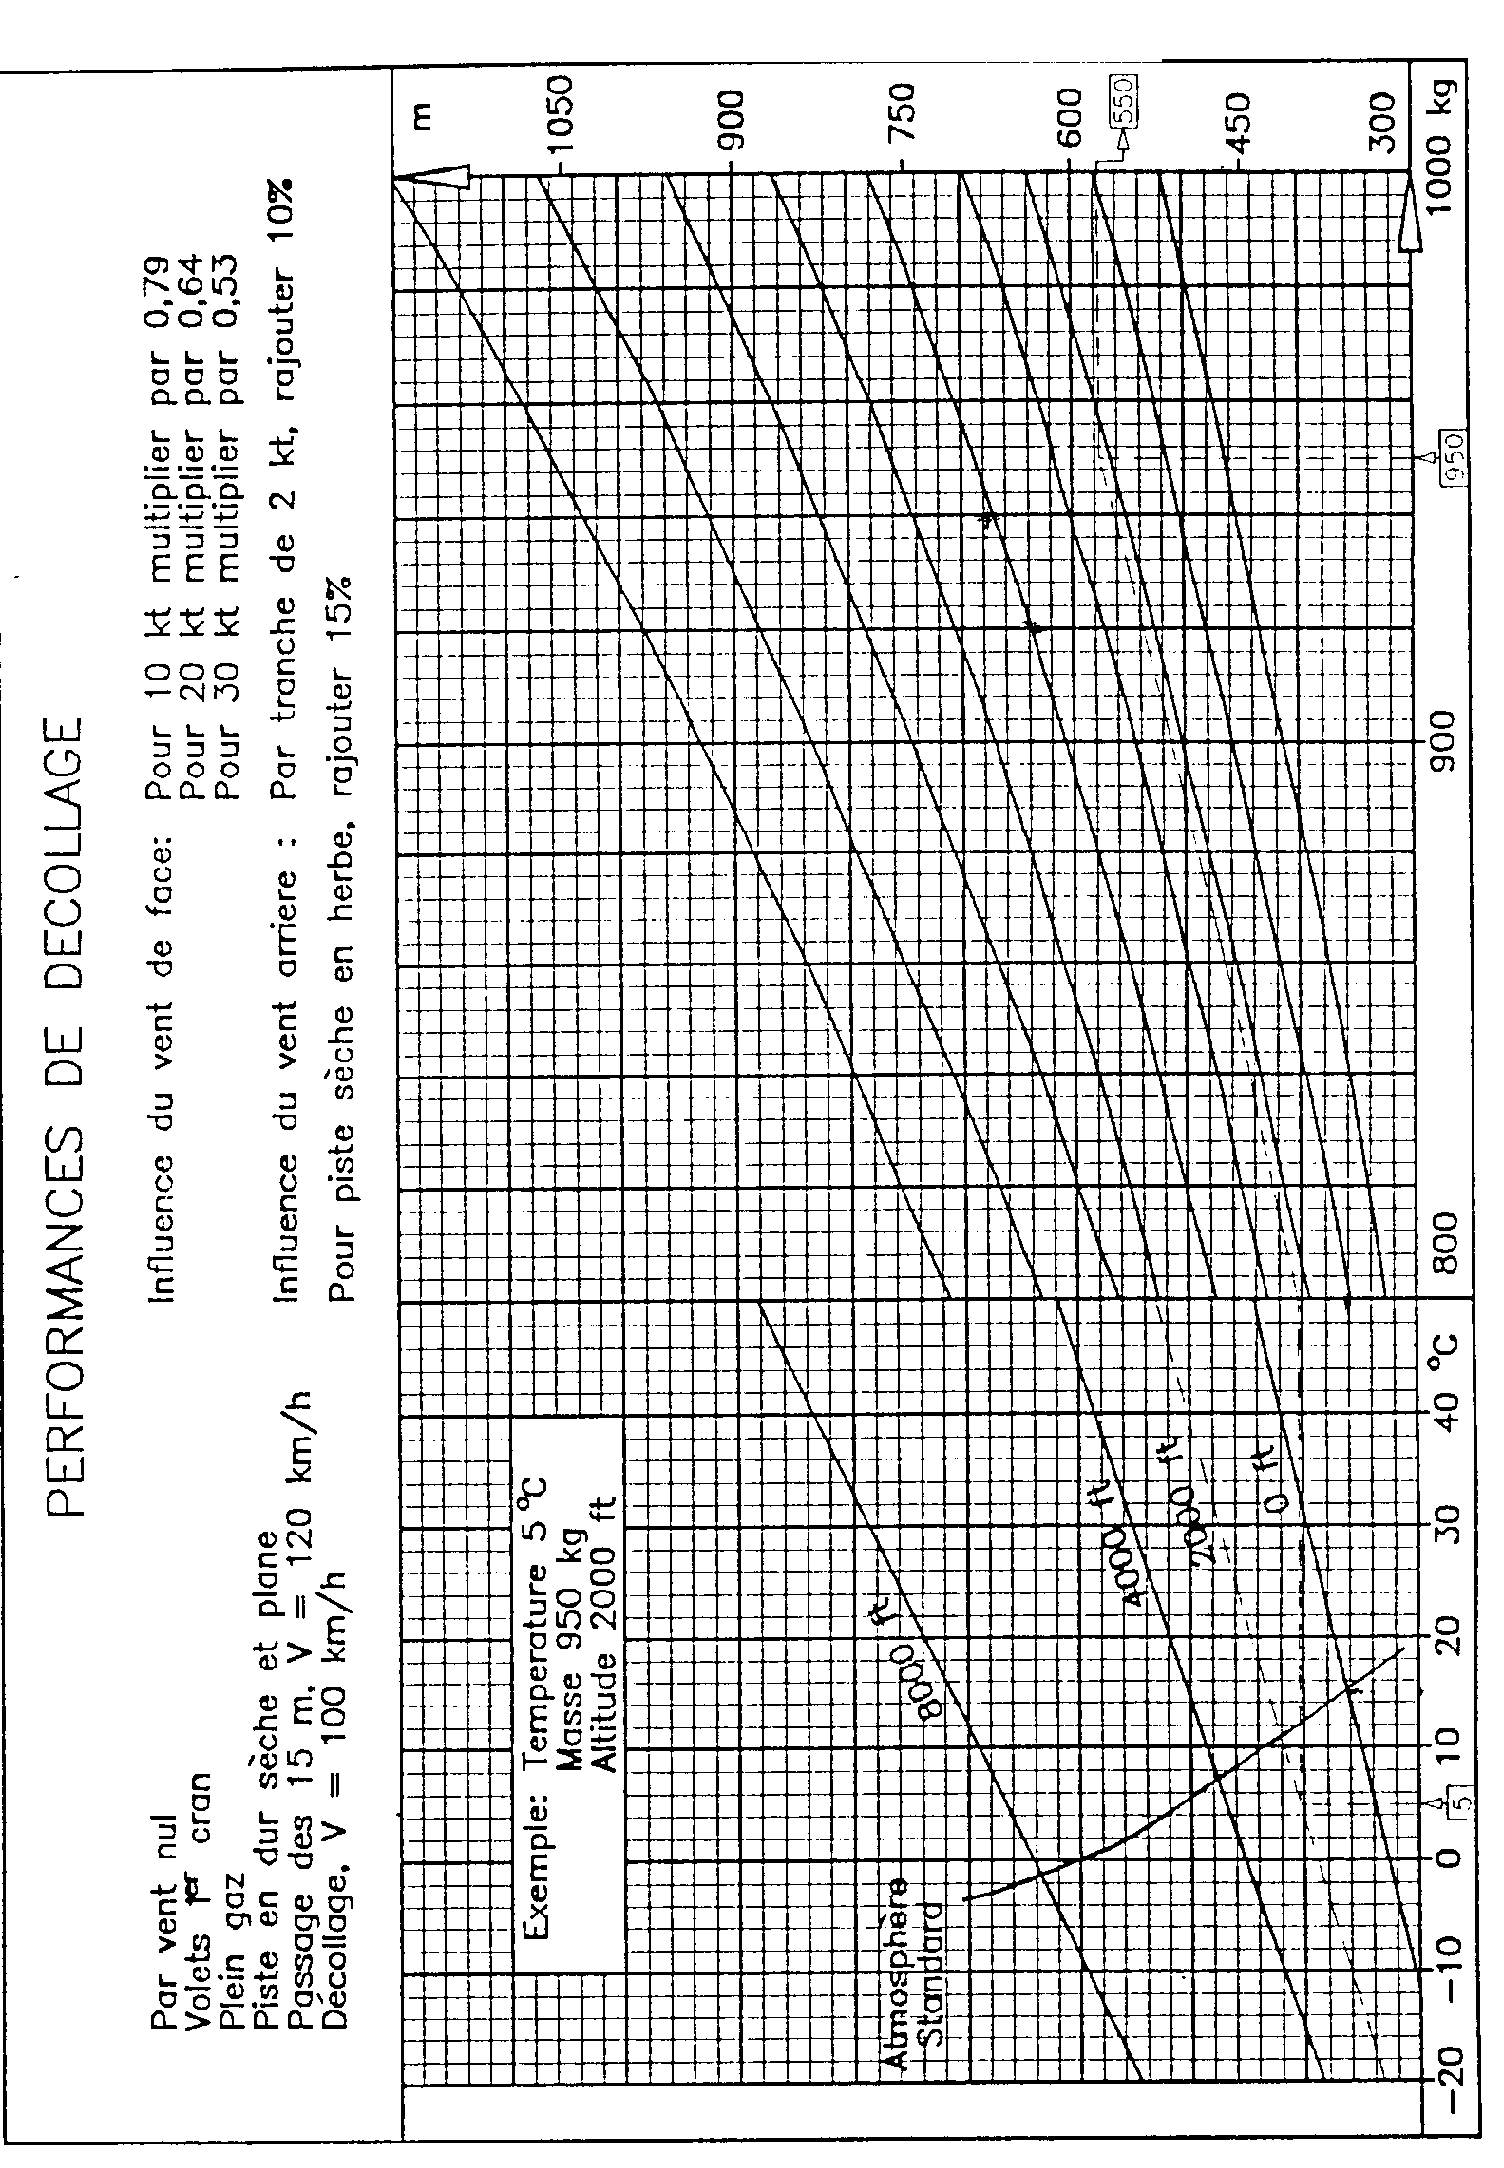 PERFORMANCES DE DECOLLAGE
Par vent nul
Volets 1er cran
Plein gaz
Piste en dur sèche et plane
Passage des 15 m, V = 120 km/h
Décollage, V = 100 km/h
Influence du vent de face: Pour 10 kt multiplier par 0,79
Pour 20 kt multiplier par 0,64
Pour 30 kt multiplier par 0,53
Influence du vent arriere : Par tranche de 2 kt, rajouter 10%
Pour piste sèche en herbe, rajouter 15%
m
1050
900
750
600
550
450
300
Exemple: Temperature 5 °C
Masse 950 kg
Altitude 2000 ft
8000 ft
4000 ft
2000 ft
0 ft
Atmosphère
Standard
-20 -10 0 10 20 30 40 °C 800 900 1000 kg
5 950